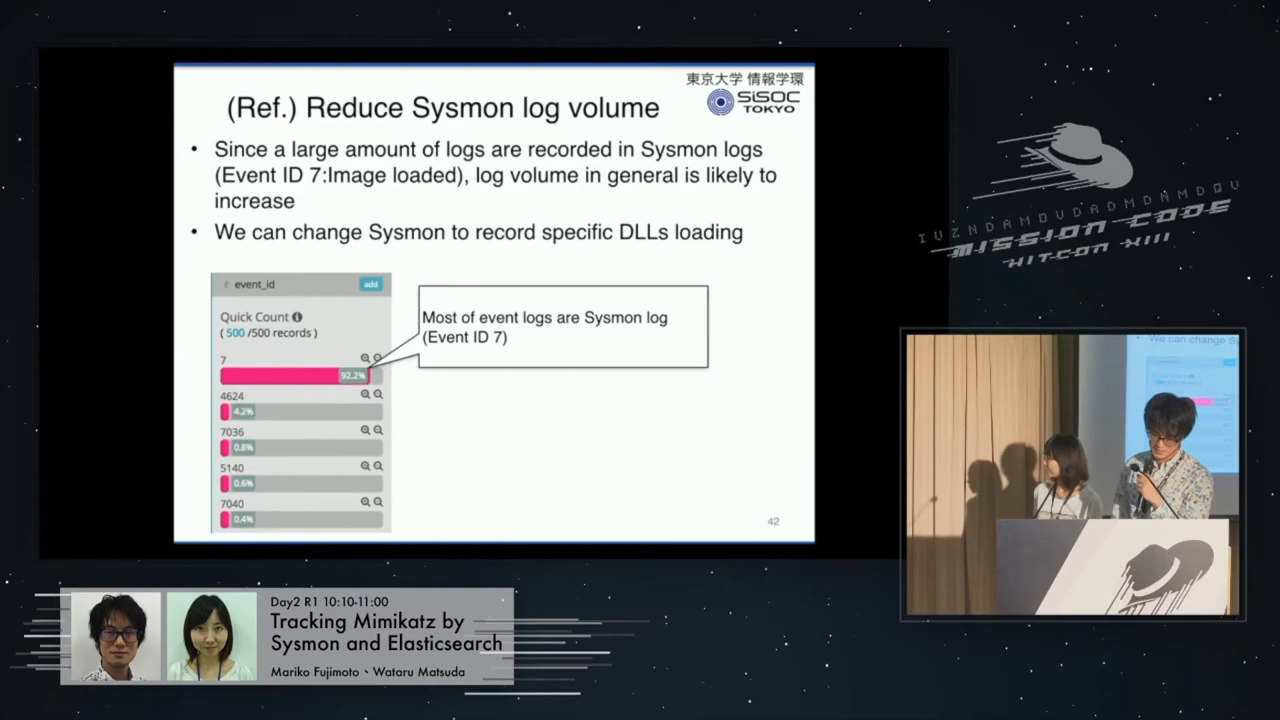 東京大学 情報学環
SiSOC
TOKYO
(Ref.) Reduce Sysmon log volume
• Since a large amount of logs are recorded in Sysmon logs
(Event ID 7:Image loaded), log volume in general is likely to
increase
• We can change Sysmon to record specific DLLs loading
t event_id add
Quick Count
( 500 /500 records )
7
92.2%
4624
4.2%
7036
0.8%
5140
0.6%
7040
0.4%
Most of event logs are Sysmon log
(Event ID 7)
42
IUZNDAMOUDADMDNMDQU
MISSION CODE
HITCON XIII
We can change Sy
Day2 R1 10:10-11:00
Tracking Mimikatz by
Sysmon and Elasticsearch
Mariko Fujimoto、Wataru Matsuda